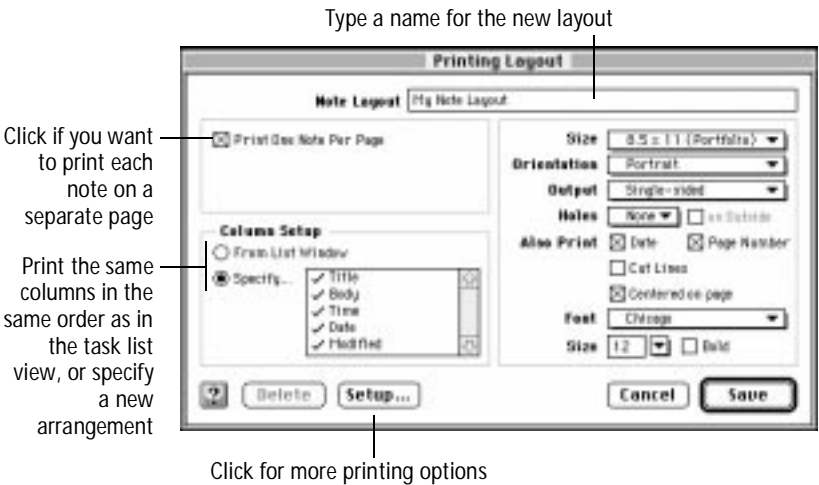 Type a name for the new layout
Printing Layout
Note Layout My Note Layout
Click if you want
to print each
note on a
separate page
Print One Note Per Page
Column Setup
From List Window
Specify...
Title
Body
Time
Date
Modified
Print the same
columns in the
same order as in
the task list
view, or specify
a new
arrangement
Size 8.5 x 11 (Portfolio)
Orientation Portrait
Output Single-sided
Holes None on Outside
Also Print Date Page Number
Cut Lines
Centered on page
Font Chicago
Size 12 Bold
? Delete Setup... Cancel Save
Click for more printing options